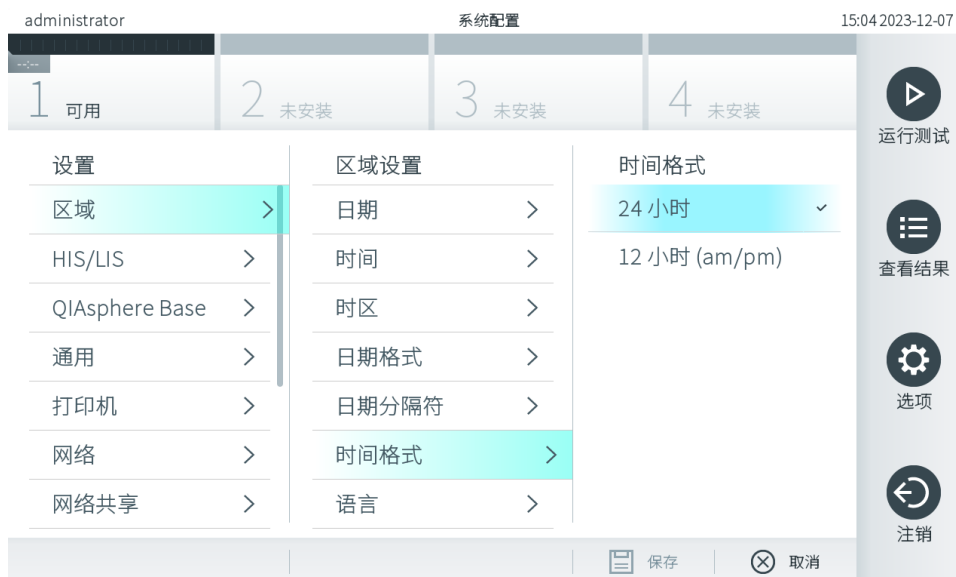 administrator
系统配置
15:04 2023-12-07
--:--
1 可用
2 未安装
3 未安装
4 未安装
运行测试
查看结果
选项
注销
设置
区域
HIS/LIS
QIAsphere Base
通用
打印机
网络
网络共享
区域设置
日期
时间
时区
日期格式
日期分隔符
时间格式
语言
时间格式
24 小时
12 小时 (am/pm)
保存
取消